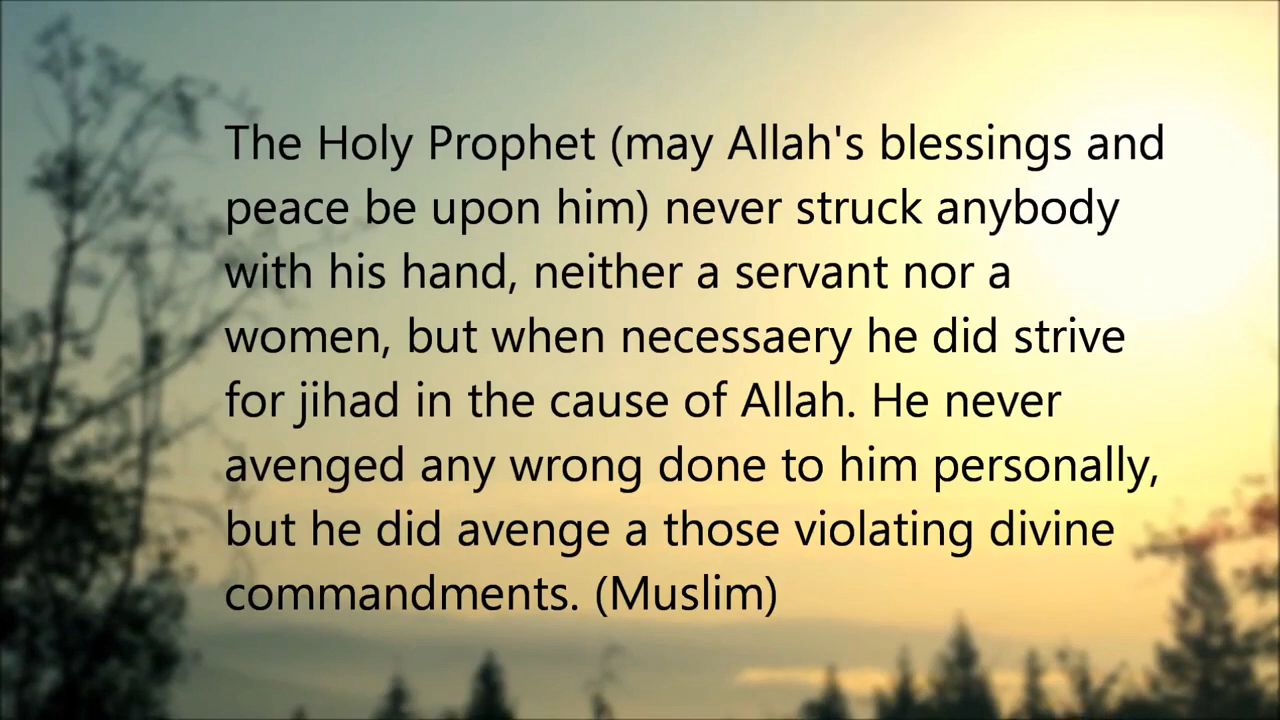 The Holy Prophet (may Allah's blessings and
peace be upon him) never struck anybody
with his hand, neither a servant nor a
women, but when necessaery he did strive
for jihad in the cause of Allah. He never
avenged any wrong done to him personally,
but he did avenge a those violating divine
commandments. (Muslim)